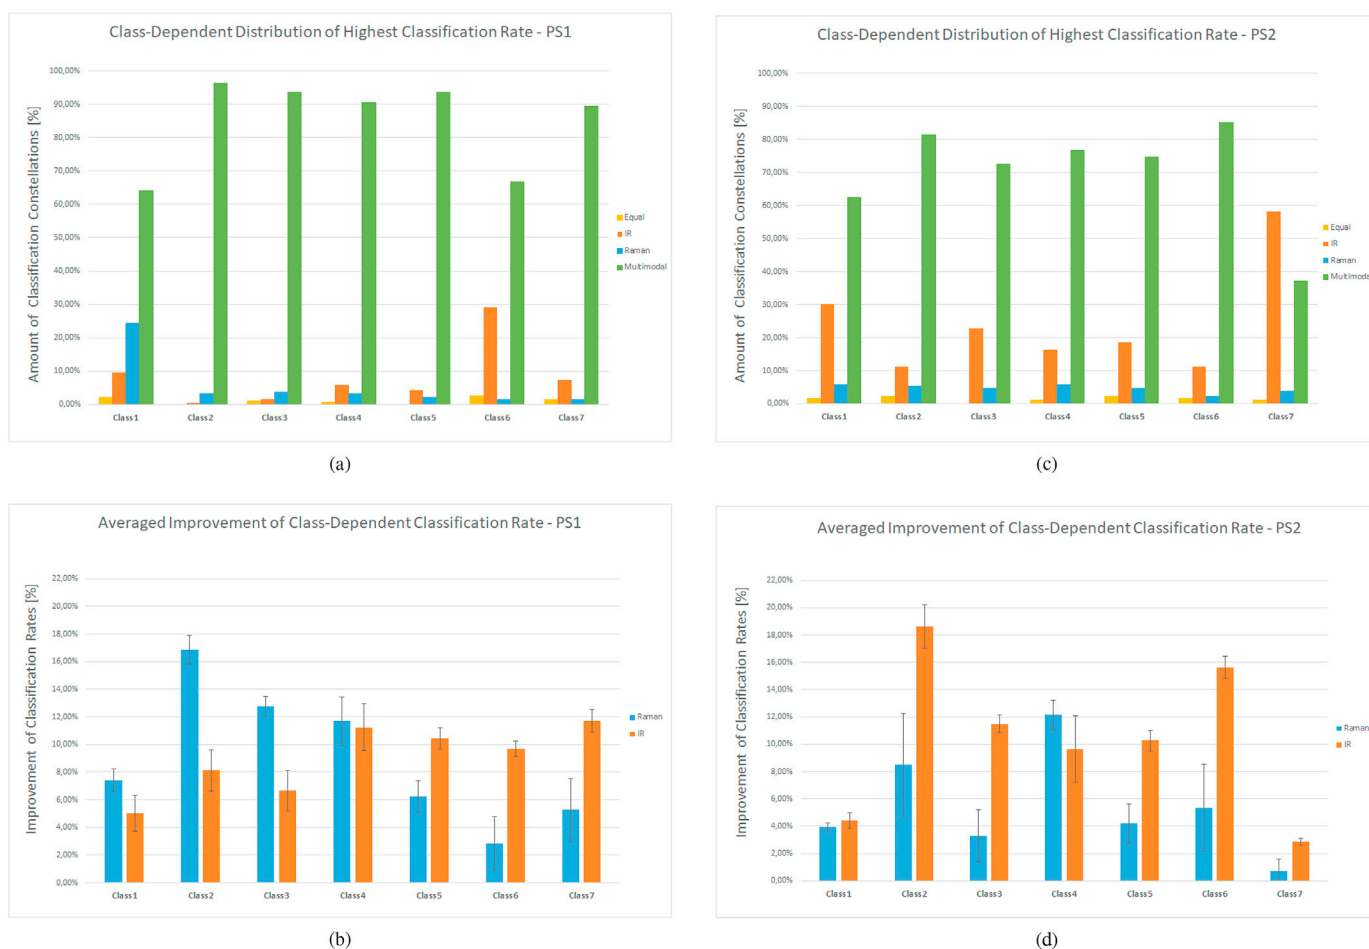 Class-Dependent Distribution of Highest Classification Rate - PS1
Amount of Classification Constellations [%]
100,00%
90,00%
80,00%
70,00%
60,00%
50,00%
40,00%
30,00%
20,00%
10,00%
0,00%
Class1 Class2 Class3 Class4 Class5 Class6 Class7
Equal
IR
Raman
Multimodal
(a)
Class-Dependent Distribution of Highest Classification Rate - PS2
Amount of Classification Constellations [%]
100,00%
90,00%
80,00%
70,00%
60,00%
50,00%
40,00%
30,00%
20,00%
10,00%
0,00%
Class1 Class2 Class3 Class4 Class5 Class6 Class7
Equal
IR
Raman
Multimodal
(c)
Averaged Improvement of Class-Dependent Classification Rate - PS1
Improvement of Classification Rates [%]
22,00%
20,00%
18,00%
16,00%
14,00%
12,00%
10,00%
8,00%
6,00%
4,00%
2,00%
0,00%
Class1 Class2 Class3 Class4 Class5 Class6 Class7
Raman
IR
(b)
Averaged Improvement of Class-Dependent Classification Rate - PS2
Improvement of Classification Rates [%]
22,00%
20,00%
18,00%
16,00%
14,00%
12,00%
10,00%
8,00%
6,00%
4,00%
2,00%
0,00%
Class1 Class2 Class3 Class4 Class5 Class6 Class7
Raman
IR
(d)